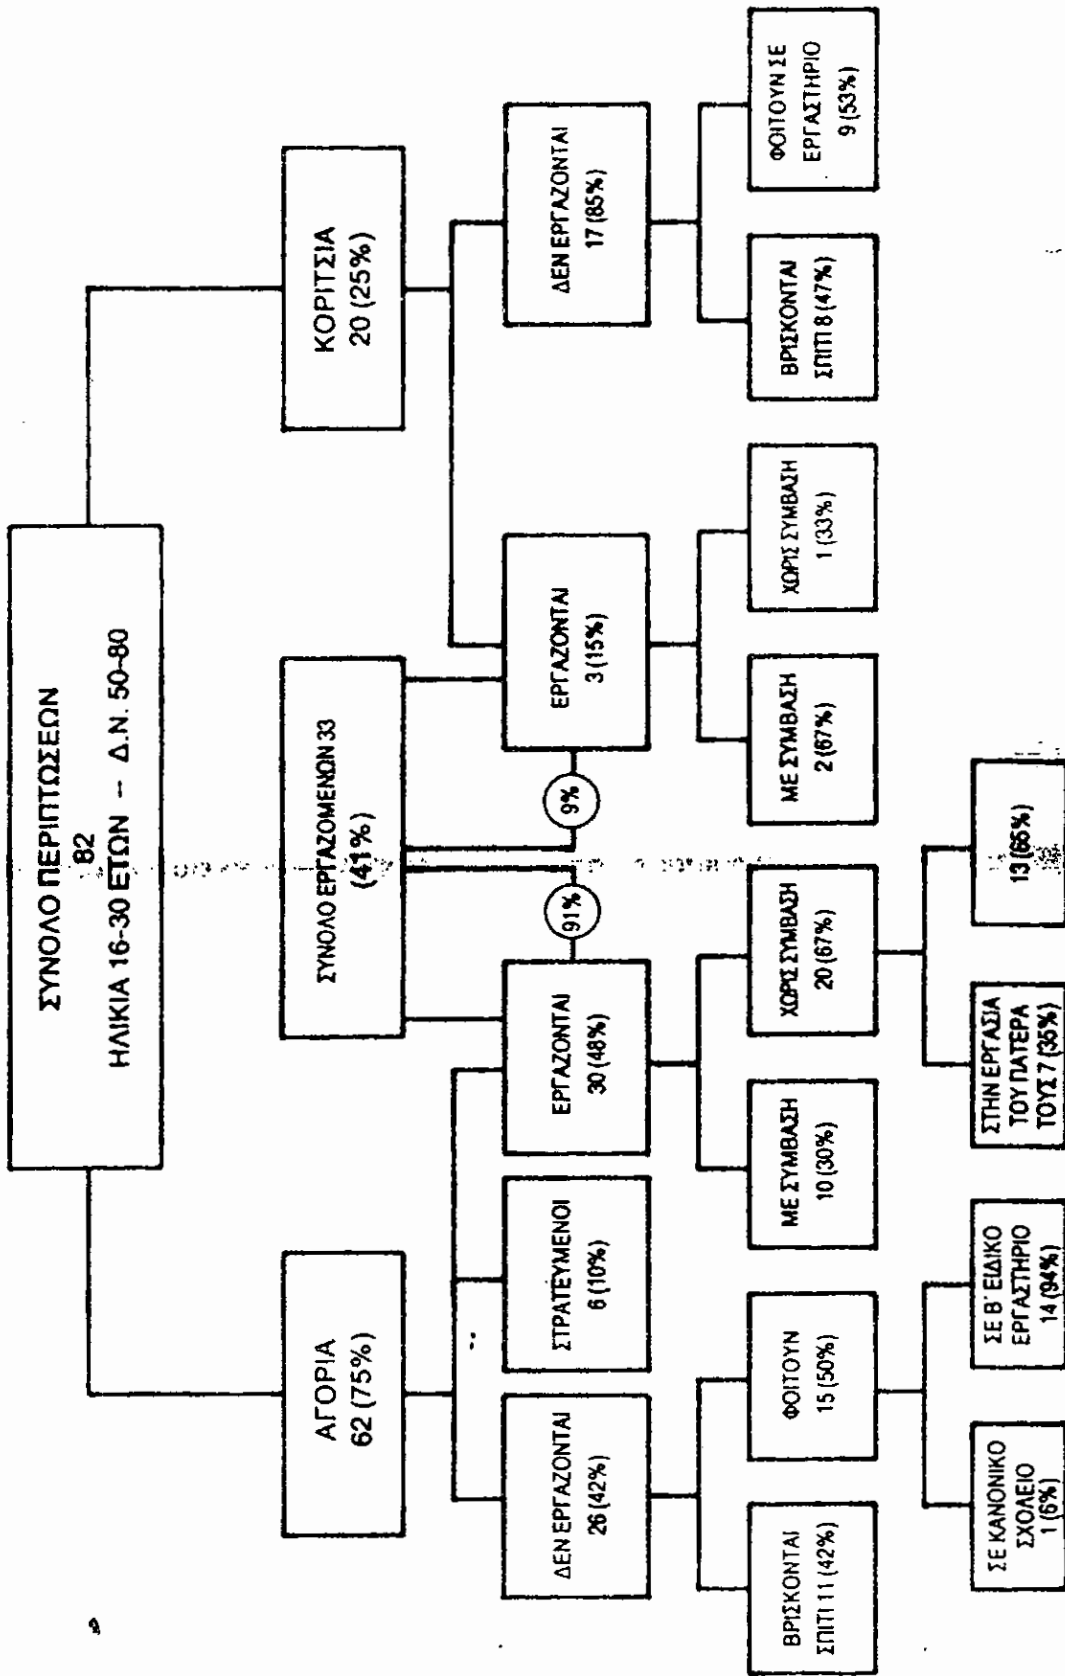 ΣΥΝΟΛΟ ΠΕΡΙΠΤΩΣΕΩΝ
82
ΗΛΙΚΙΑ 16-30 ΕΤΩΝ -- Δ.Ν. 50-80
ΑΓΟΡΙΑ
62 (75%)
ΣΥΝΟΛΟ ΕΡΓΑΖΟΜΕΝΩΝ 33
(41%)
ΚΟΡΙΤΣΙΑ
20 (25%)
ΔΕΝ ΕΡΓΑΖΟΝΤΑΙ
26 (42%)
ΣΤΡΑΤΕΥΜΕΝΟΙ
6 (10%)
ΕΡΓΑΖΟΝΤΑΙ
30 (48%)
91%
9%
ΕΡΓΑΖΟΝΤΑΙ
3 (15%)
ΔΕΝ ΕΡΓΑΖΟΝΤΑΙ
17 (85%)
ΒΡΙΣΚΟΝΤΑΙ
ΣΠΙΤΙ 11 (42%)
ΦΟΙΤΟΥΝ
15 (50%)
ΜΕ ΣΥΜΒΑΣΗ
10 (30%)
ΧΩΡΙΣ ΣΥΜΒΑΣΗ
20 (67%)
ΜΕ ΣΥΜΒΑΣΗ
2 (67%)
ΧΩΡΙΣ ΣΥΜΒΑΣΗ
1 (33%)
ΒΡΙΣΚΟΝΤΑΙ
ΣΠΙΤΙ 8 (47%)
ΦΟΙΤΟΥΝ ΣΕ
ΕΡΓΑΣΤΗΡΙΟ
9 (53%)
ΣΕ ΚΑΝΟΝΙΚΟ
ΣΧΟΛΕΙΟ
1 (6%)
ΣΕ Β' ΕΙΔΙΚΟ
ΕΡΓΑΣΤΗΡΙΟ
14 (94%)
ΣΤΗΝ ΕΡΓΑΣΙΑ
ΤΟΥ ΠΑΤΕΡΑ
ΤΟΥΣ 7 (35%)
13 (65%)